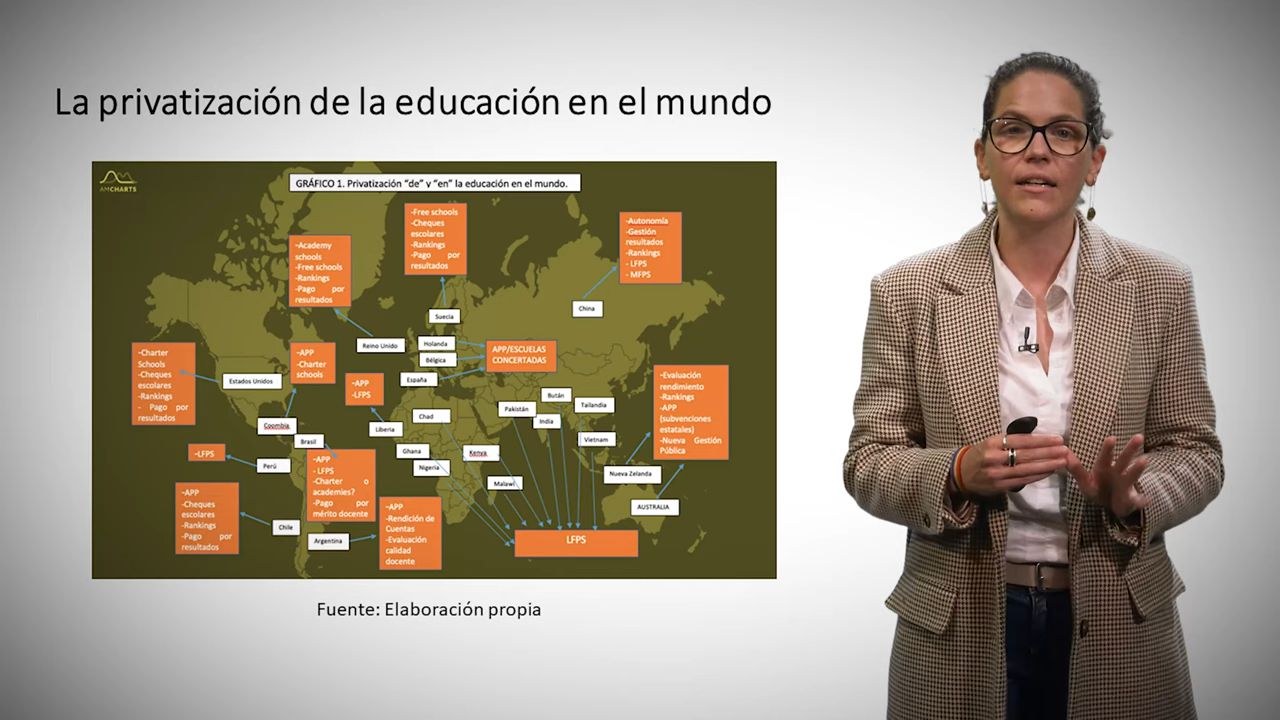 La privatización de la educación en el mundo
AMCHARTS
GRÁFICO 1. Privatización “de” y “en” la educación en el mundo.
-Academy
schools
-Free schools
-Rankings
-Pago por
resultados
-Free schools
-Cheques
escolares
-Rankings
-Pago por
resultados
-Autonomía
-Gestión
resultados
-Rankings
- LFPS
- MFPS
China
Suecia
Reino Unido
Holanda
Bélgica
España
APP/ESCUELAS
CONCERTADAS
-Charter
Schools
-Cheques
escolares
-Rankings
- Pago por
resultados
Estados Unidos
-APP
-Charter
schools
-APP
-LFPS
-Evaluación
rendimiento
-Rankings
-APP
(subvenciones
estatales)
-Nueva Gestión
Pública
Coombia
Brasil
Liberia
Chad
Ghana
Nigeria
Kenya
Malawi
Pakistán
Bután
India
Tailandia
Vietnam
Nueva Zelanda
AUSTRALIA
-LFPS
Perú
-APP
- LFPS
-Charter o
academies?
-Pago por
mérito docente
-APP
-Cheques
escolares
-Rankings
-Pago por
resultados
Chile
Argentina
-APP
-Rendición de
Cuentas
-Evaluación
calidad
docente
LFPS
Fuente: Elaboración propia